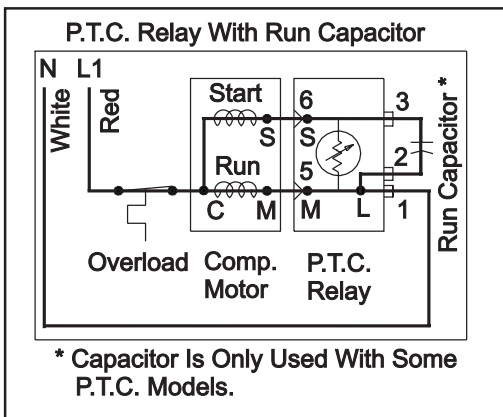 P.T.C. Relay With Run Capacitor
N L1
White
Red
Start
S
Run
C
M
6
S
5
M
L
3
2
1
Run Capacitor *
Overload
Comp.
Motor
P.T.C.
Relay
* Capacitor Is Only Used With Some
P.T.C. Models.